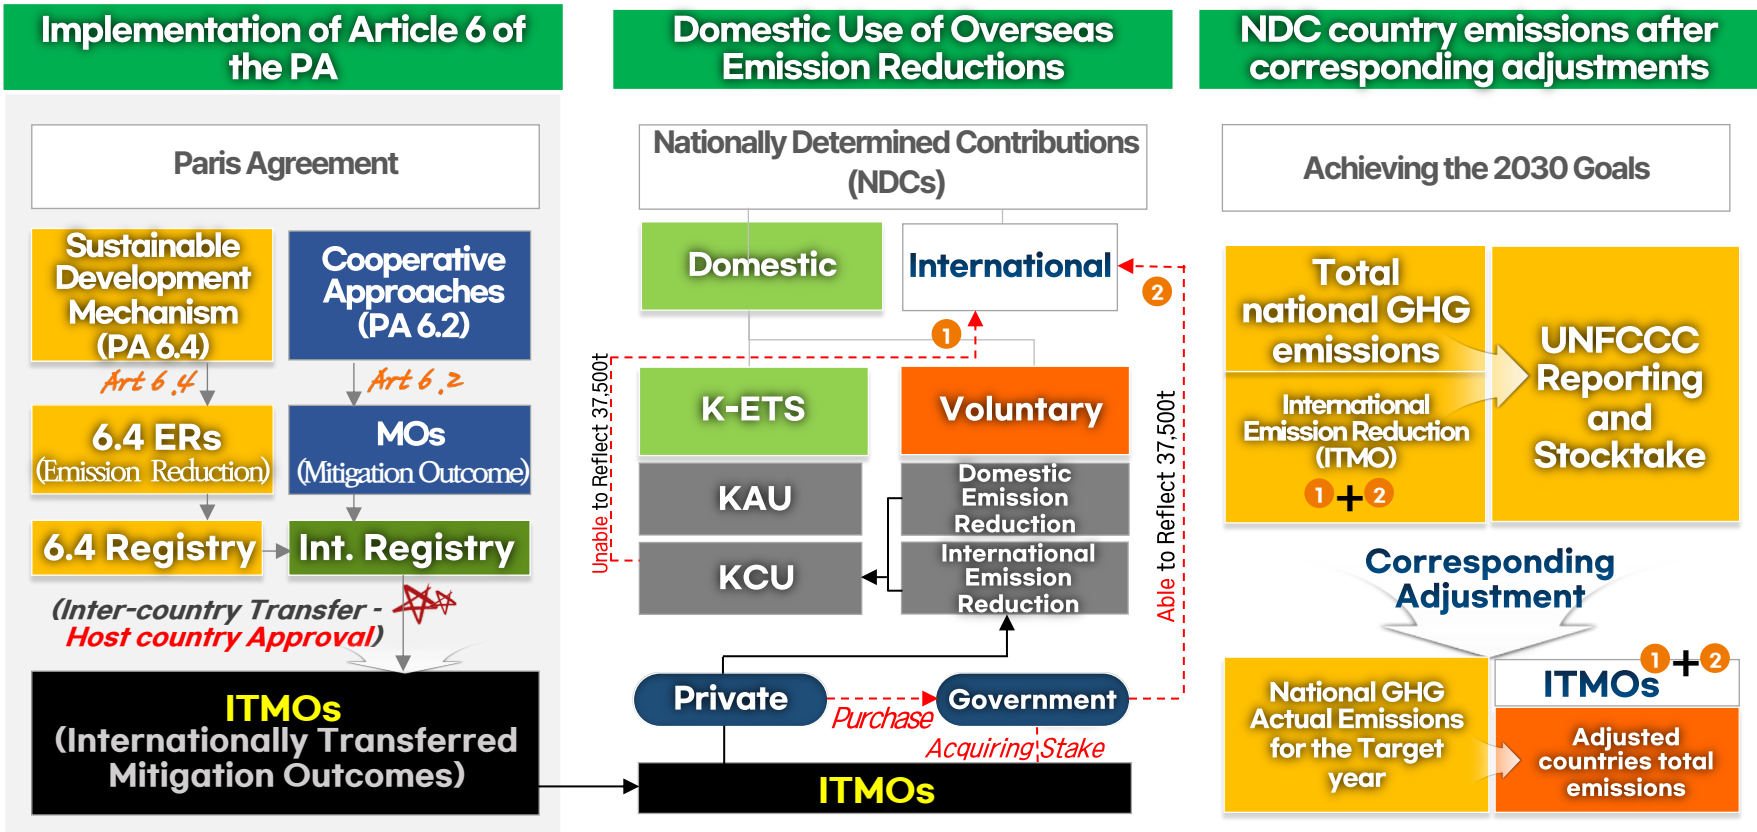 Implementation of Article 6 of
the PA
Paris Agreement
Sustainable
Development
Mechanism
(PA 6.4)
Cooperative
Approaches
(PA 6.2)
Art 6.4
Art 6.2
6.4 ERs
(Emission Reduction)
MOs
(Mitigation Outcome)
6.4 Registry
Int. Registry
(Inter-country Transfer -
Host country Approval)
ITMOs
(Internationally Transferred
Mitigation Outcomes)
Domestic Use of Overseas
Emission Reductions
Nationally Determined Contributions
(NDCs)
Domestic
International
1
2
Unable to Reflect 37,500t
Able to Reflect 37,500t
K-ETS
Voluntary
KAU
Domestic
Emission
Reduction
KCU
International
Emission
Reduction
Private
Purchase
Government
Acquiring Stake
ITMOs
NDC country emissions after
corresponding adjustments
Achieving the 2030 Goals
Total
national GHG
emissions
International
Emission Reduction
(ITMO)
1+2
UNFCCC
Reporting
and
Stocktake
Corresponding
Adjustment
National GHG
Actual Emissions
for the Target
year
1+2
ITMOs
Adjusted
countries total
emissions